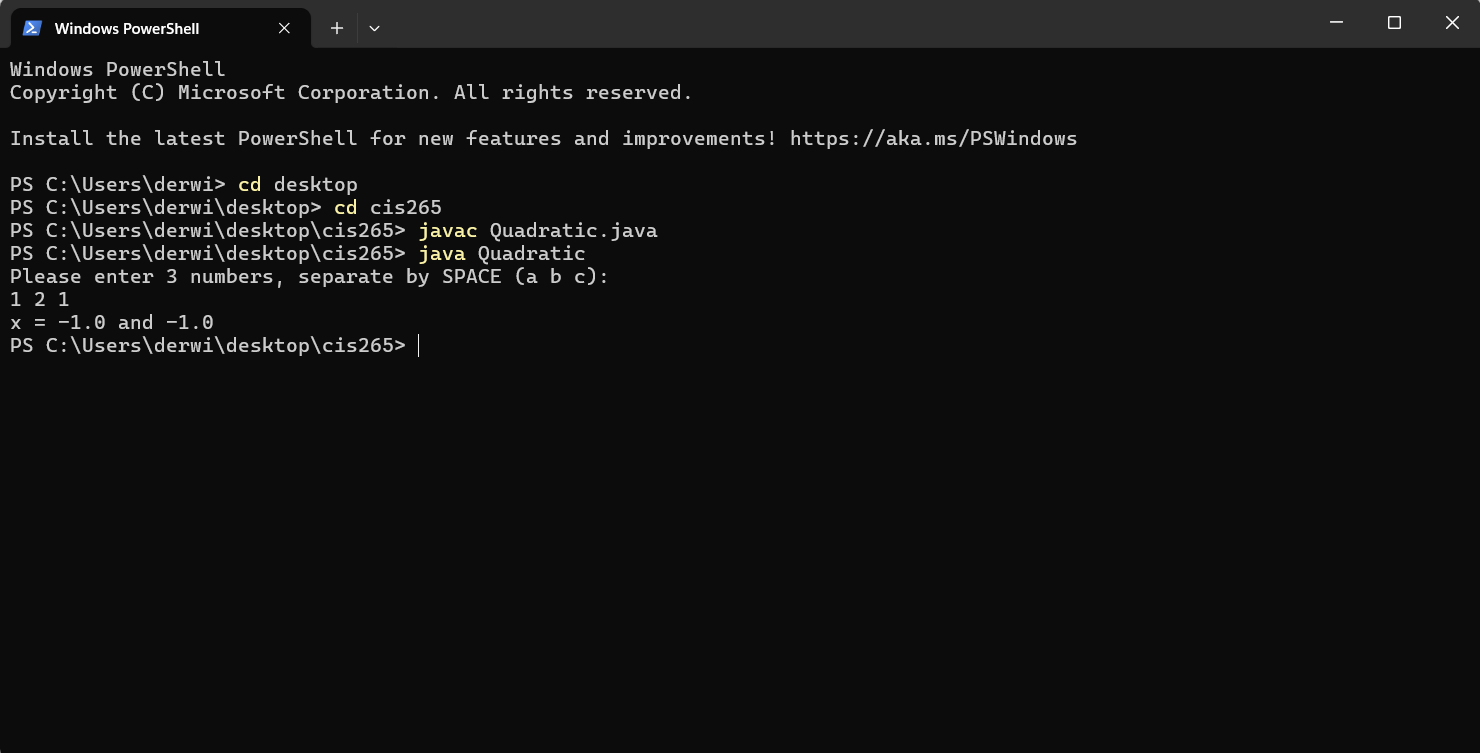 Windows PowerShell
Windows PowerShell
Copyright (C) Microsoft Corporation. All rights reserved.
Install the latest PowerShell for new features and improvements! https://aka.ms/PSWindows
PS C:\Users\derwi> cd desktop
PS C:\Users\derwi\desktop> cd cis265
PS C:\Users\derwi\desktop\cis265> javac Quadratic.java
PS C:\Users\derwi\desktop\cis265> java Quadratic
Please enter 3 numbers, separate by SPACE (a b c):
1 2 1
x = -1.0 and -1.0
PS C:\Users\derwi\desktop\cis265>